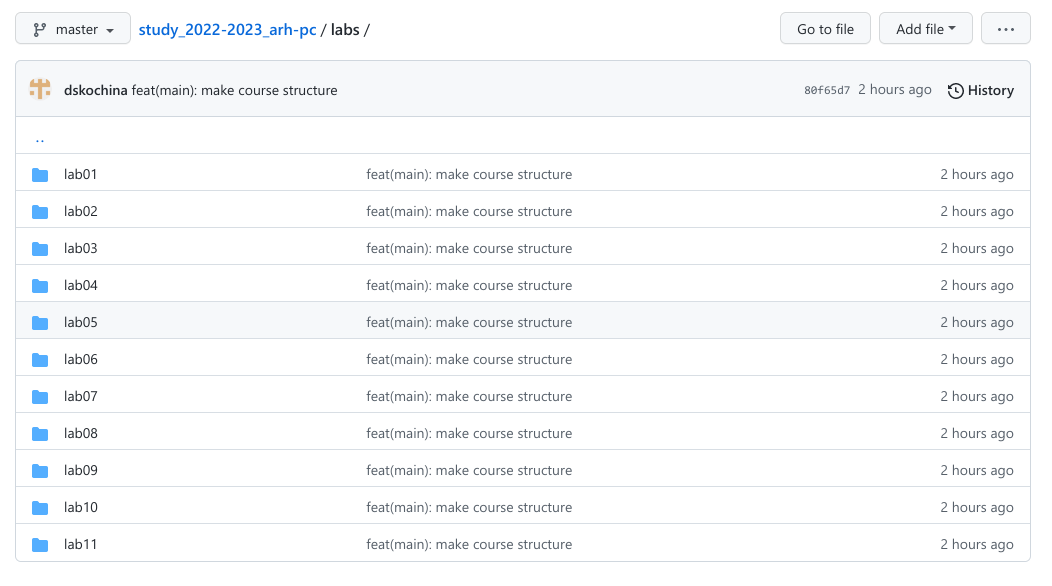 master study_2022-2023_arh-pc / labs / Go to file Add file ...
dskochina feat(main): make course structure 80f65d7 2 hours ago History
..
lab01 feat(main): make course structure 2 hours ago
lab02 feat(main): make course structure 2 hours ago
lab03 feat(main): make course structure 2 hours ago
lab04 feat(main): make course structure 2 hours ago
lab05 feat(main): make course structure 2 hours ago
lab06 feat(main): make course structure 2 hours ago
lab07 feat(main): make course structure 2 hours ago
lab08 feat(main): make course structure 2 hours ago
lab09 feat(main): make course structure 2 hours ago
lab10 feat(main): make course structure 2 hours ago
lab11 feat(main): make course structure 2 hours ago